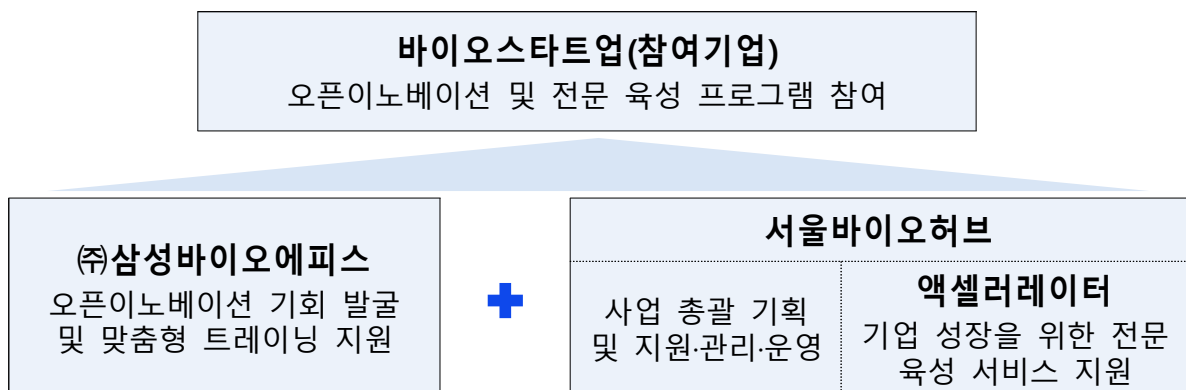 바이오스타트업(참여기업)
오픈이노베이션 및 전문 육성 프로그램 참여
㈜삼성바이오에피스
오픈이노베이션 기회 발굴
및 맞춤형 트레이닝 지원
서울바이오허브
사업 총괄 기획
및 지원·관리·운영
액셀러레이터
기업 성장을 위한 전문
육성 서비스 지원